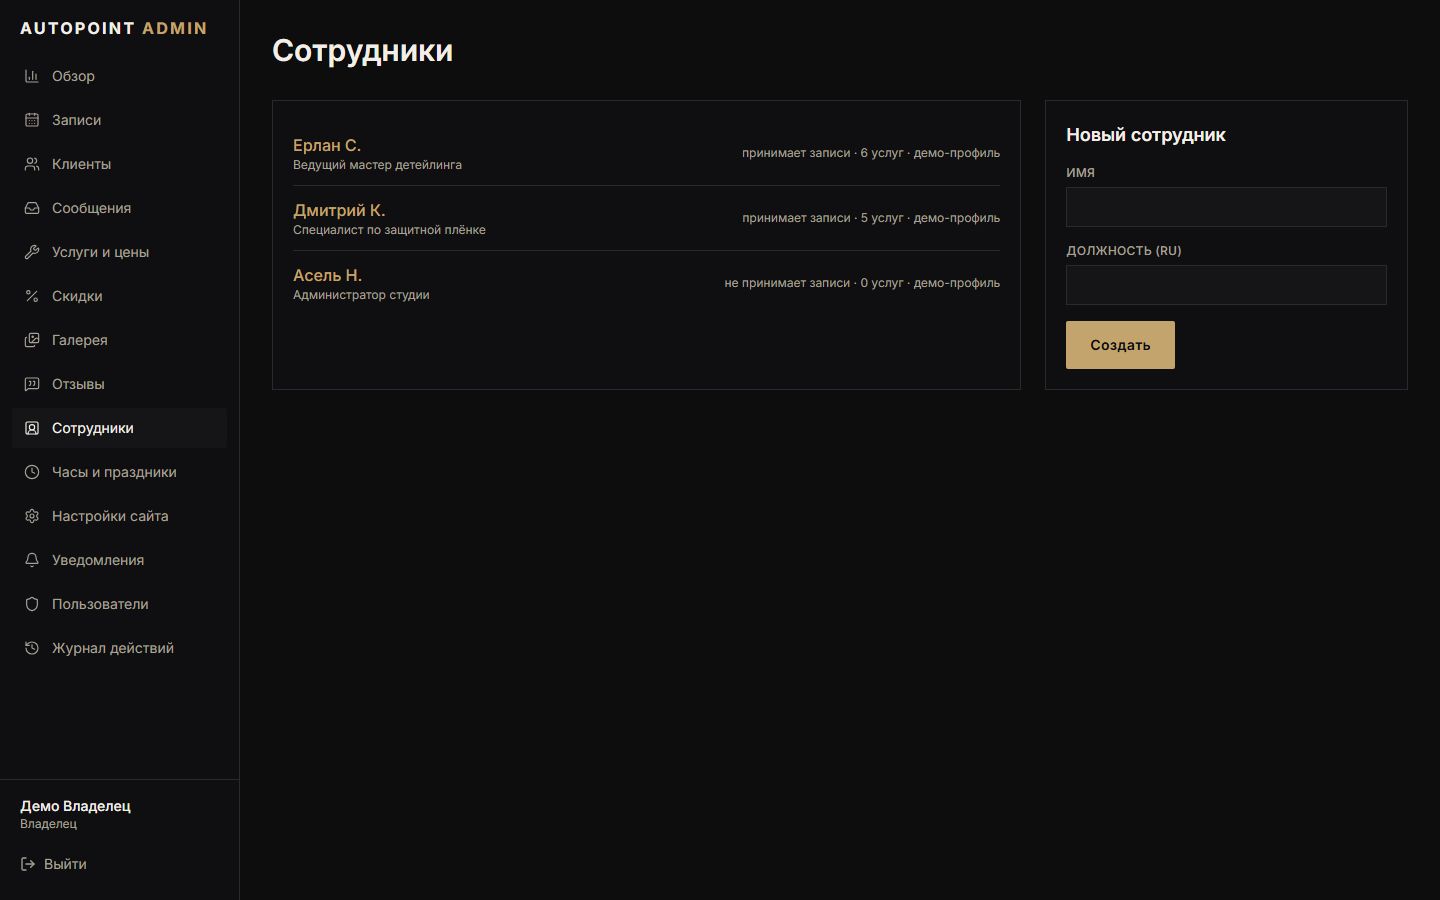 AUTOPOINT ADMIN
Обзор
Записи
Клиенты
Сообщения
Услуги и цены
Скидки
Галерея
Отзывы
Сотрудники
Часы и праздники
Настройки сайта
Уведомления
Пользователи
Журнал действий
Демо Владелец
Владелец
Выйти
Сотрудники
Ерлан С.
Ведущий мастер детейлинга
принимает записи · 6 услуг · демо-профиль
Дмитрий К.
Специалист по защитной плёнке
принимает записи · 5 услуг · демо-профиль
Асель Н.
Администратор студии
не принимает записи · 0 услуг · демо-профиль
Новый сотрудник
ИМЯ
ДОЛЖНОСТЬ (RU)
Создать